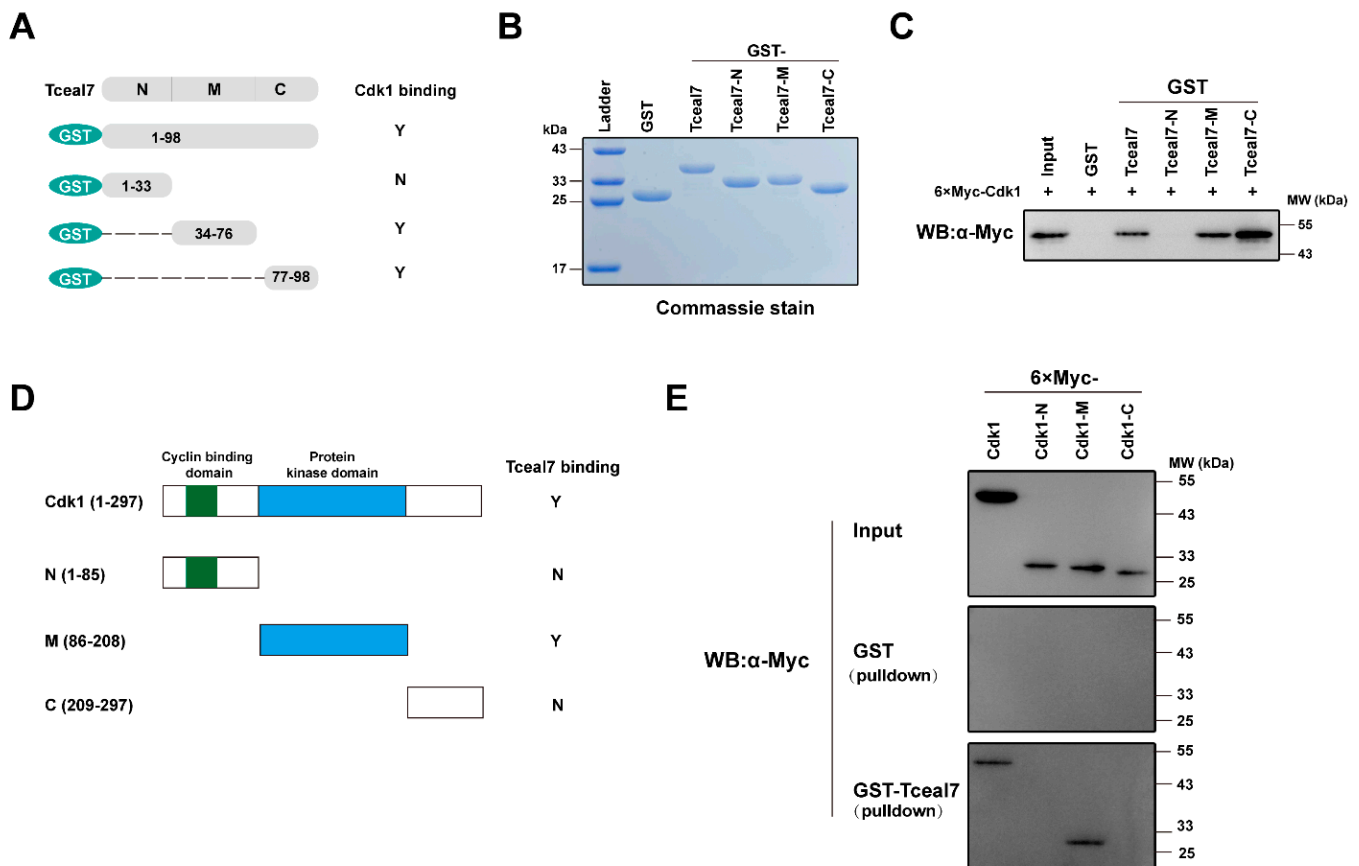 A
Tceal7 N M C Cdk1 binding
GST 1-98 Y
GST 1-33 N
GST 34-76 Y
GST 77-98 Y
B
GST-
kDa Ladder GST Tceal7 Tceal7-N Tceal7-M Tceal7-C
43
33
25
17
Commassie stain
C
GST
Input GST Tceal7 Tceal7-N Tceal7-M Tceal7-C
6×Myc-Cdk1 + + + + + +
MW (kDa)
WB:α-Myc
55
43
D
Cyclin binding
domain
Protein
kinase domain
Tceal7 binding
Cdk1 (1-297) Y
N (1-85) N
M (86-208) Y
C (209-297) N
E
6×Myc-
Cdk1 Cdk1-N Cdk1-M Cdk1-C
MW (kDa)
WB:α-Myc
Input
55
43
33
25
GST
(pulldown)
55
43
33
25
GST-Tceal7
(pulldown)
55
43
33
25